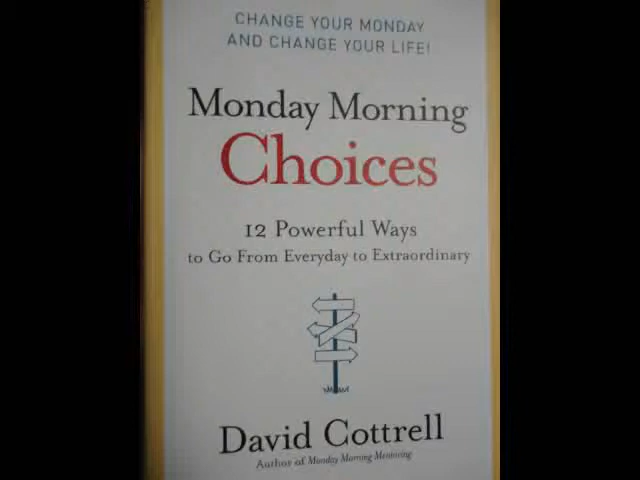 CHANGE YOUR MONDAY
AND CHANGE YOUR LIFE!
Monday Morning
Choices
12 Powerful Ways
to Go From Everyday to Extraordinary
David Cottrell
Author of Monday Morning Mentoring